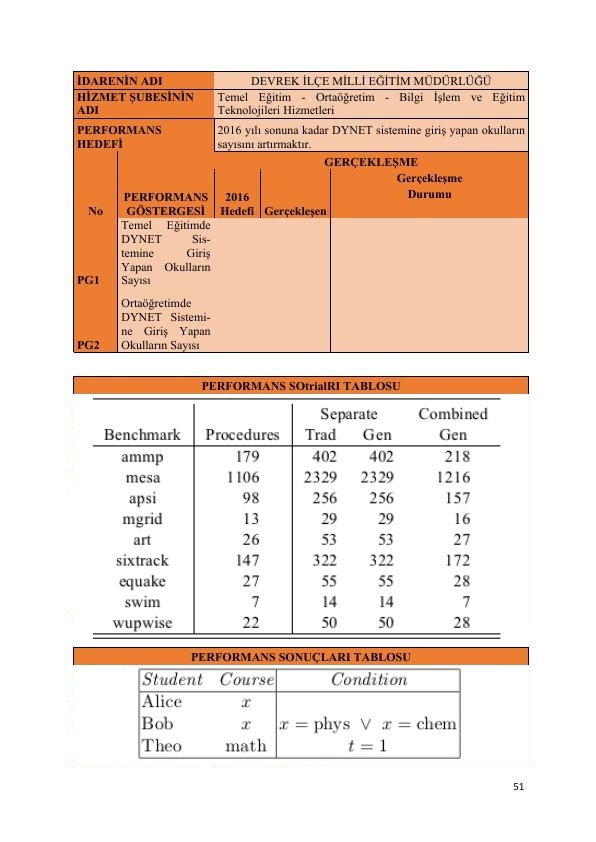 İDARENİN ADI DEVREK İLÇE MİLLİ EĞİTİM MÜDÜRLÜĞÜ
HİZMET ŞUBESİNİN ADI Temel Eğitim - Ortaöğretim - Bilgi İşlem ve Eğitim
Teknolojileri Hizmetleri
PERFORMANS HEDEFİ 2016 yılı sonuna kadar DYNET sistemine giriş yapan okulların
sayısını artırmaktır.
GERÇEKLEŞME
No PERFORMANS GÖSTERGESİ 2016 Hedefi Gerçekleşen Gerçekleşme Durumu
PG1 Temel Eğitimde
DYNET Sis-
temine Giriş
Yapan Okulların
Sayısı
PG2 Ortaöğretimde
DYNET Sistemi-
ne Giriş Yapan
Okulların Sayısı
PERFORMANS SOtrialRI TABLOSU
Separate Combined
Benchmark Procedures Trad Gen Gen
ammp 179 402 402 218
mesa 1106 2329 2329 1216
apsi 98 256 256 157
mgrid 13 29 29 16
art 26 53 53 27
sixtrack 147 322 322 172
equake 27 55 55 28
swim 7 14 14 7
wupwise 22 50 50 28
PERFORMANS SONUÇLARI TABLOSU
Student Course Condition
Alice x
Bob x x = phys ∨ x = chem
Theo math t = 1
51